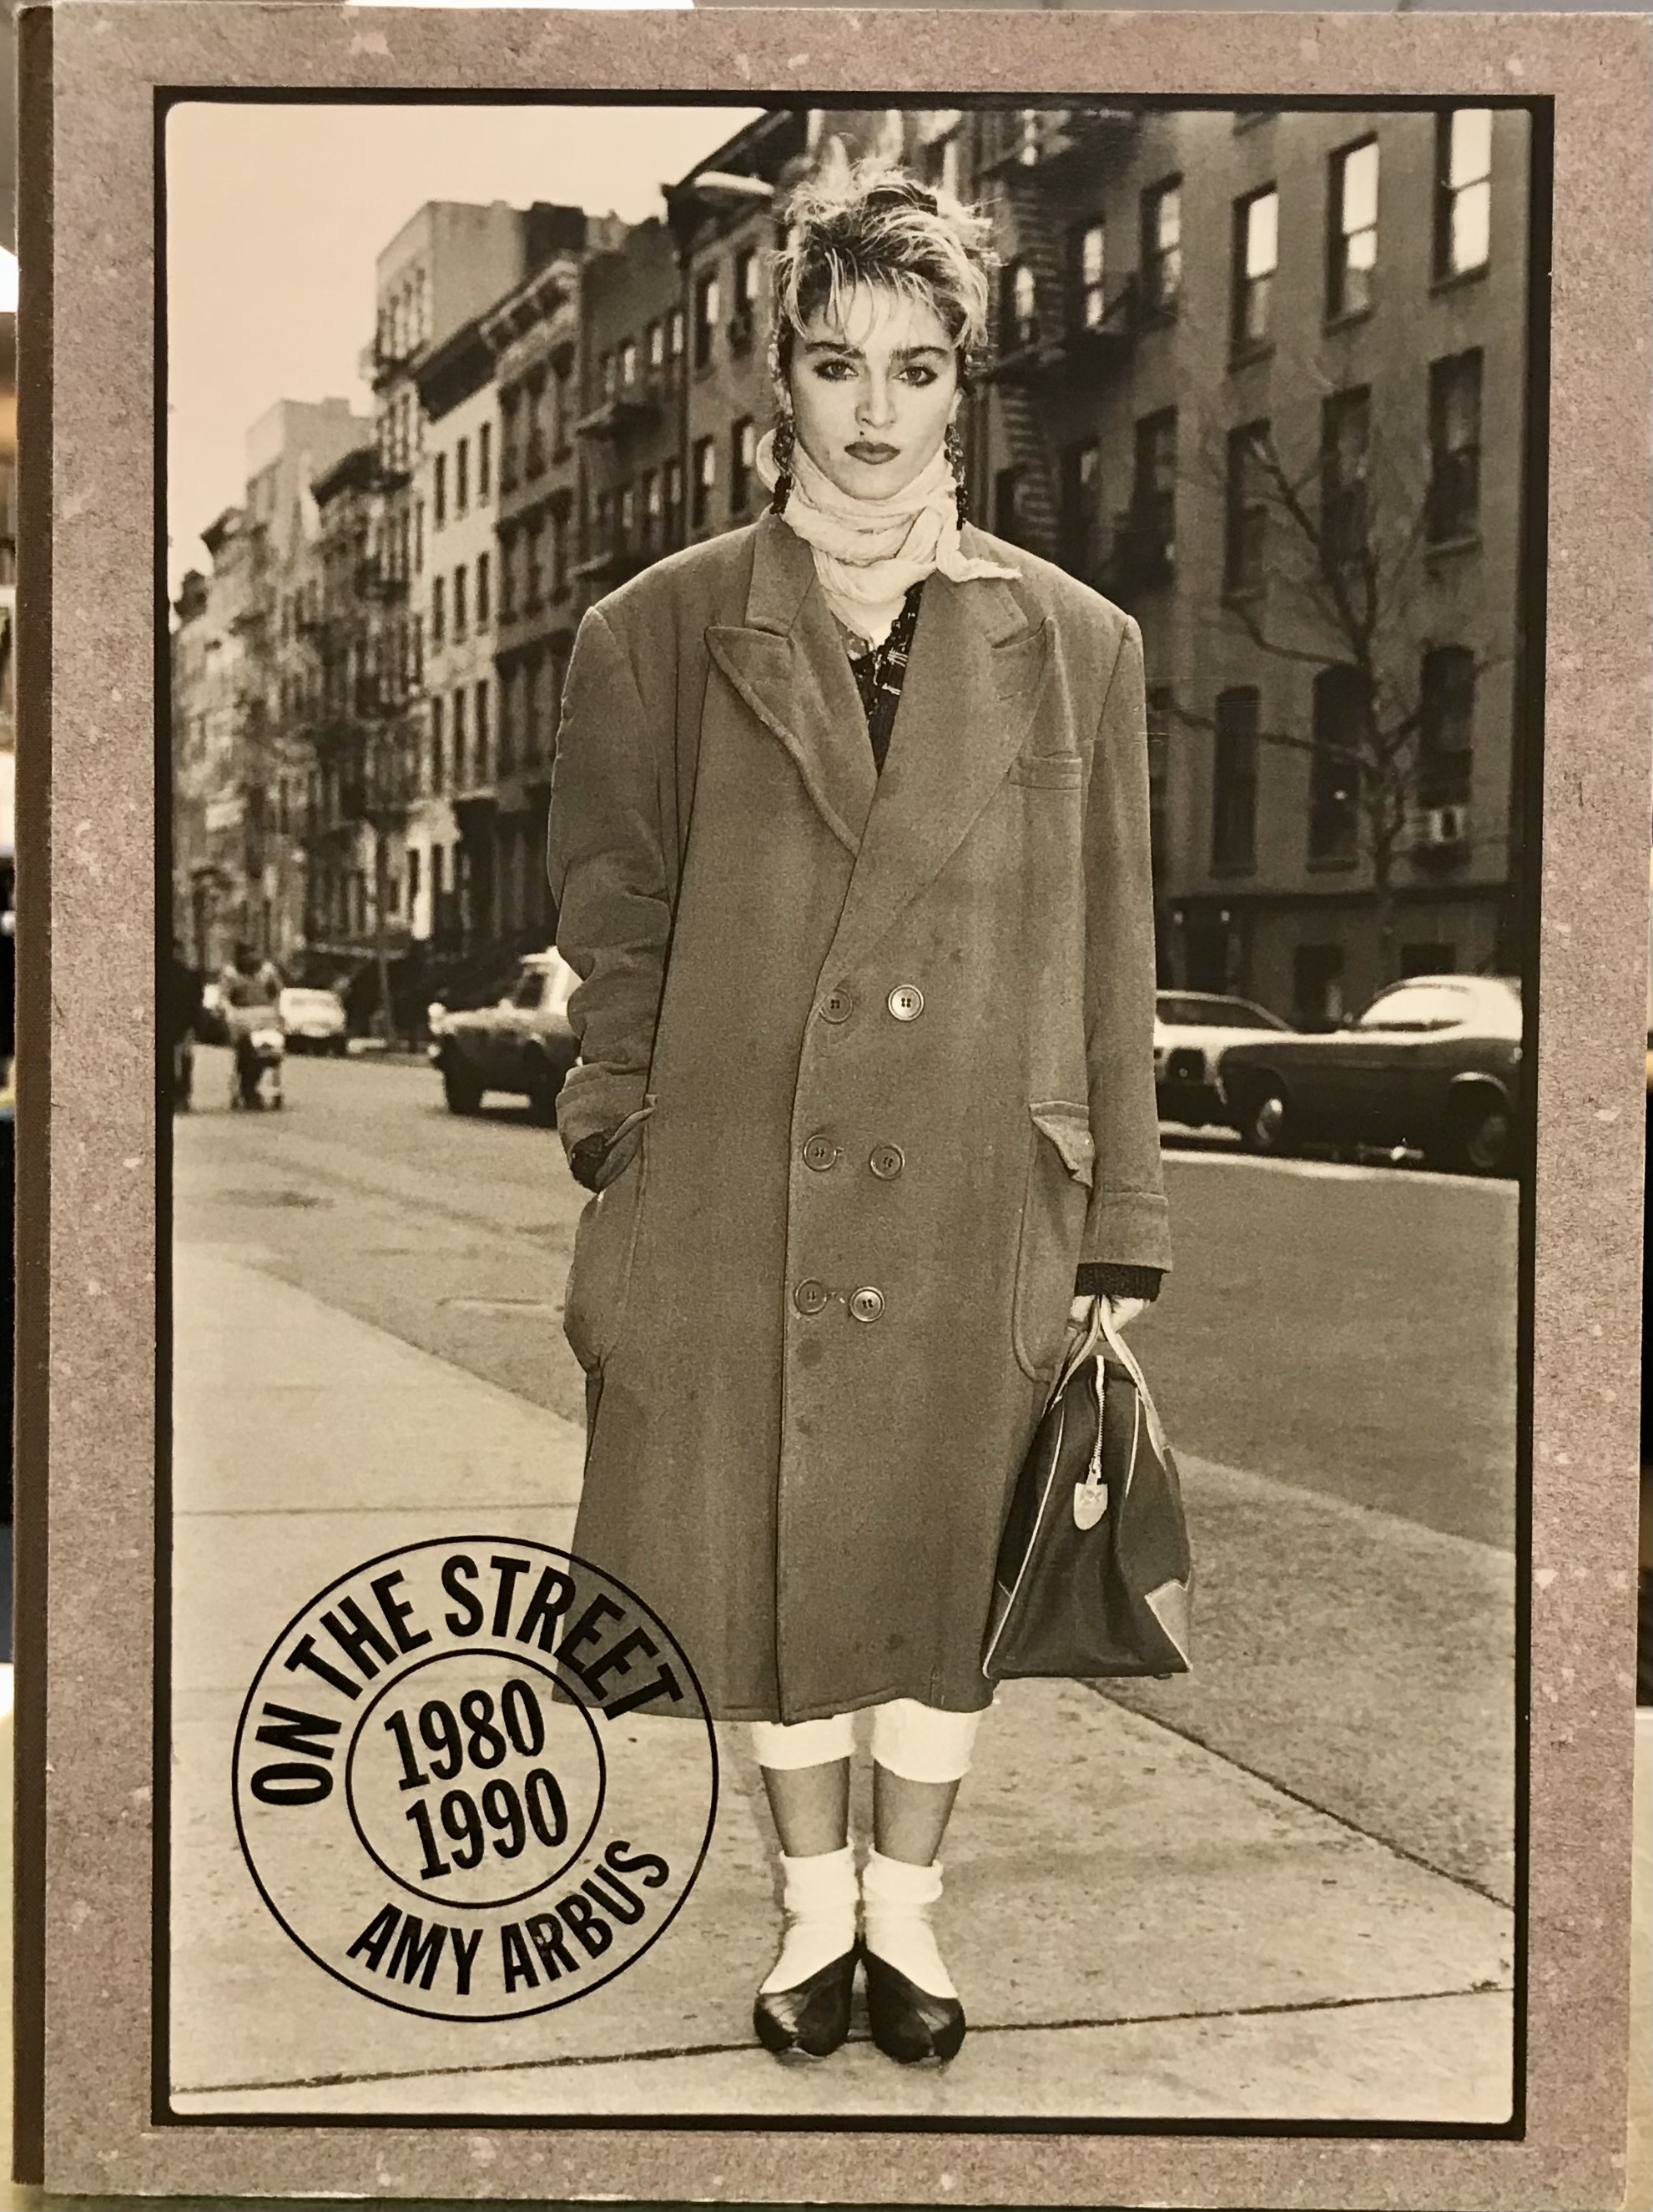 ON THE STREET
1980
1990
AMY ARBUS